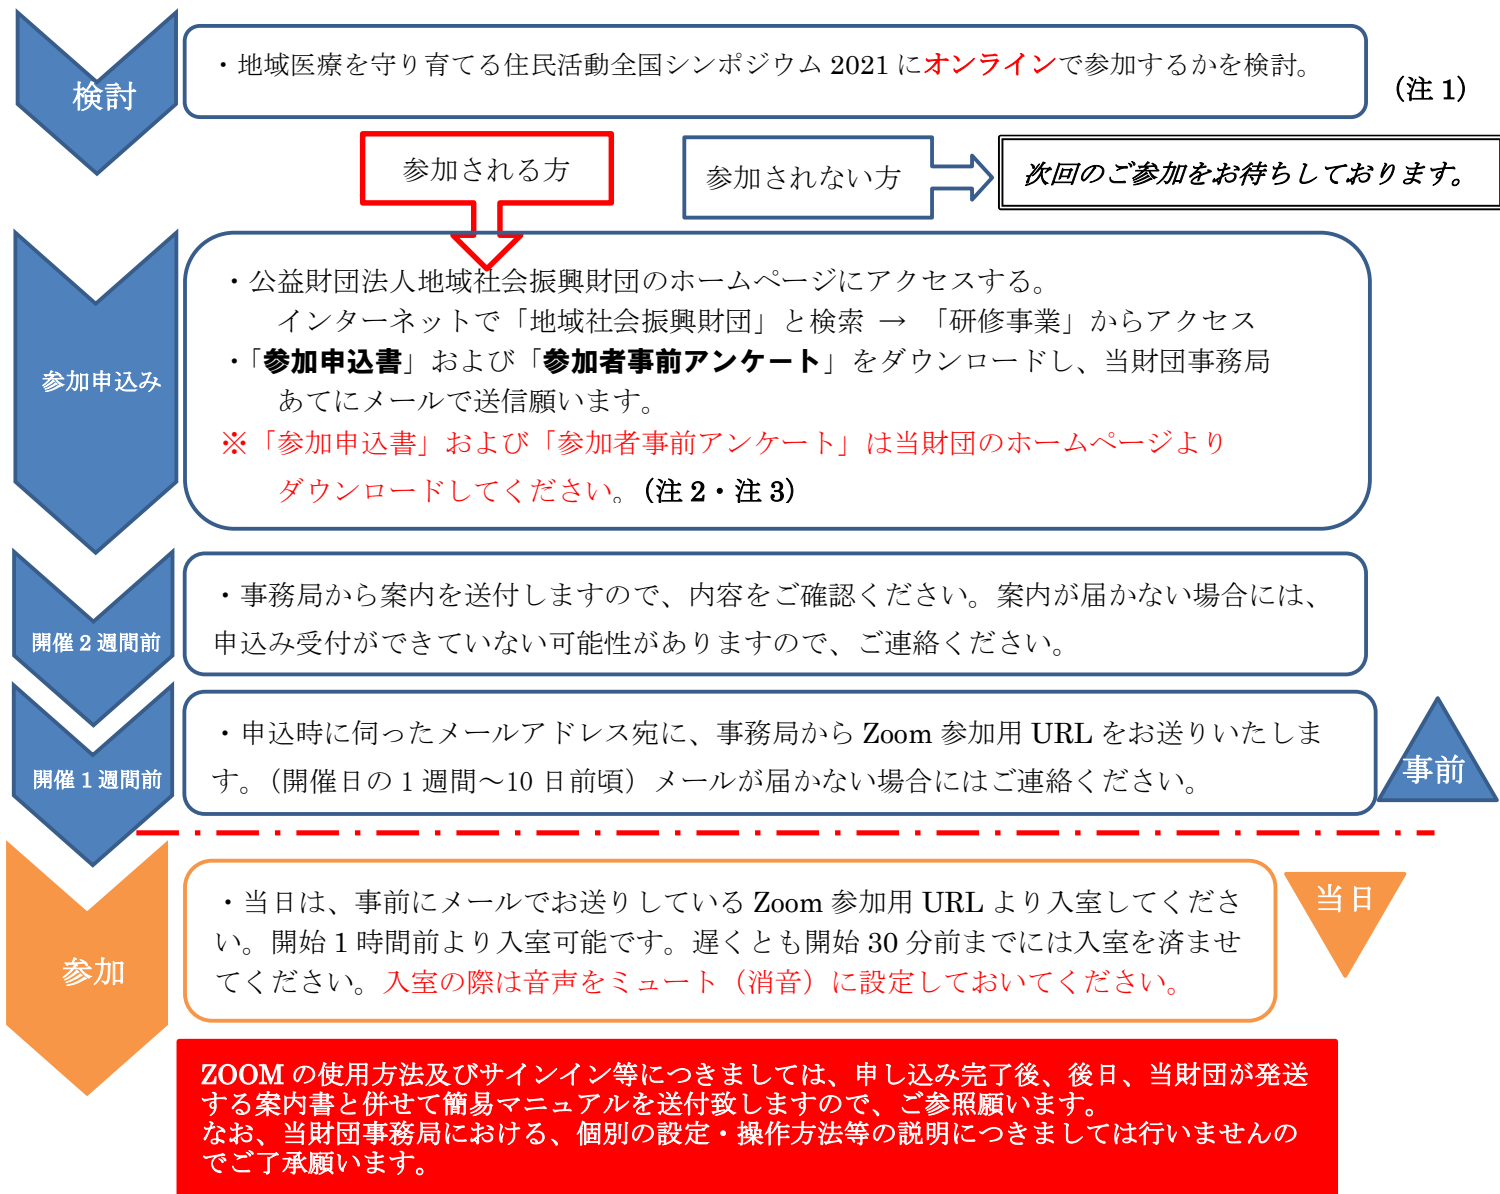 検討
・地域医療を守り育てる住民活動全国シンポジウム 2021 にオンラインで参加するかを検討。
（注 1）
参加される方
参加されない方
次回のご参加をお待ちしております。
参加申込み
・公益財団法人地域社会振興財団のホームページにアクセスする。
インターネットで「地域社会振興財団」と検索 → 「研修事業」からアクセス
・「参加申込書」および「参加者事前アンケート」をダウンロードし、当財団事務局
あてにメールで送信願います。
※「参加申込書」および「参加者事前アンケート」は当財団のホームページより
ダウンロードしてください。（注 2・注 3）
開催 2 週間前
・事務局から案内を送付しますので、内容をご確認ください。案内が届かない場合には、
申込み受付ができていない可能性がありますので、ご連絡ください。
開催 1 週間前
・申込時に伺ったメールアドレス宛に、事務局から Zoom 参加用 URL をお送りいたしま
す。（開催日の 1 週間～10 日前頃）メールが届かない場合にはご連絡ください。
事前
参加
・当日は、事前にメールでお送りしている Zoom 参加用 URL より入室してくださ
い。開始 1 時間前より入室可能です。遅くとも開始 30 分前までには入室を済ませ
てください。入室の際は音声をミュート（消音）に設定しておいてください。
当日
ZOOM の使用方法及びサインイン等につきましては、申し込み完了後、後日、当財団が発送
する案内書と併せて簡易マニュアルを送付致しますので、ご参照願います。
なお、当財団事務局における、個別の設定・操作方法等の説明につきましては行いませんの
でご了承願います。